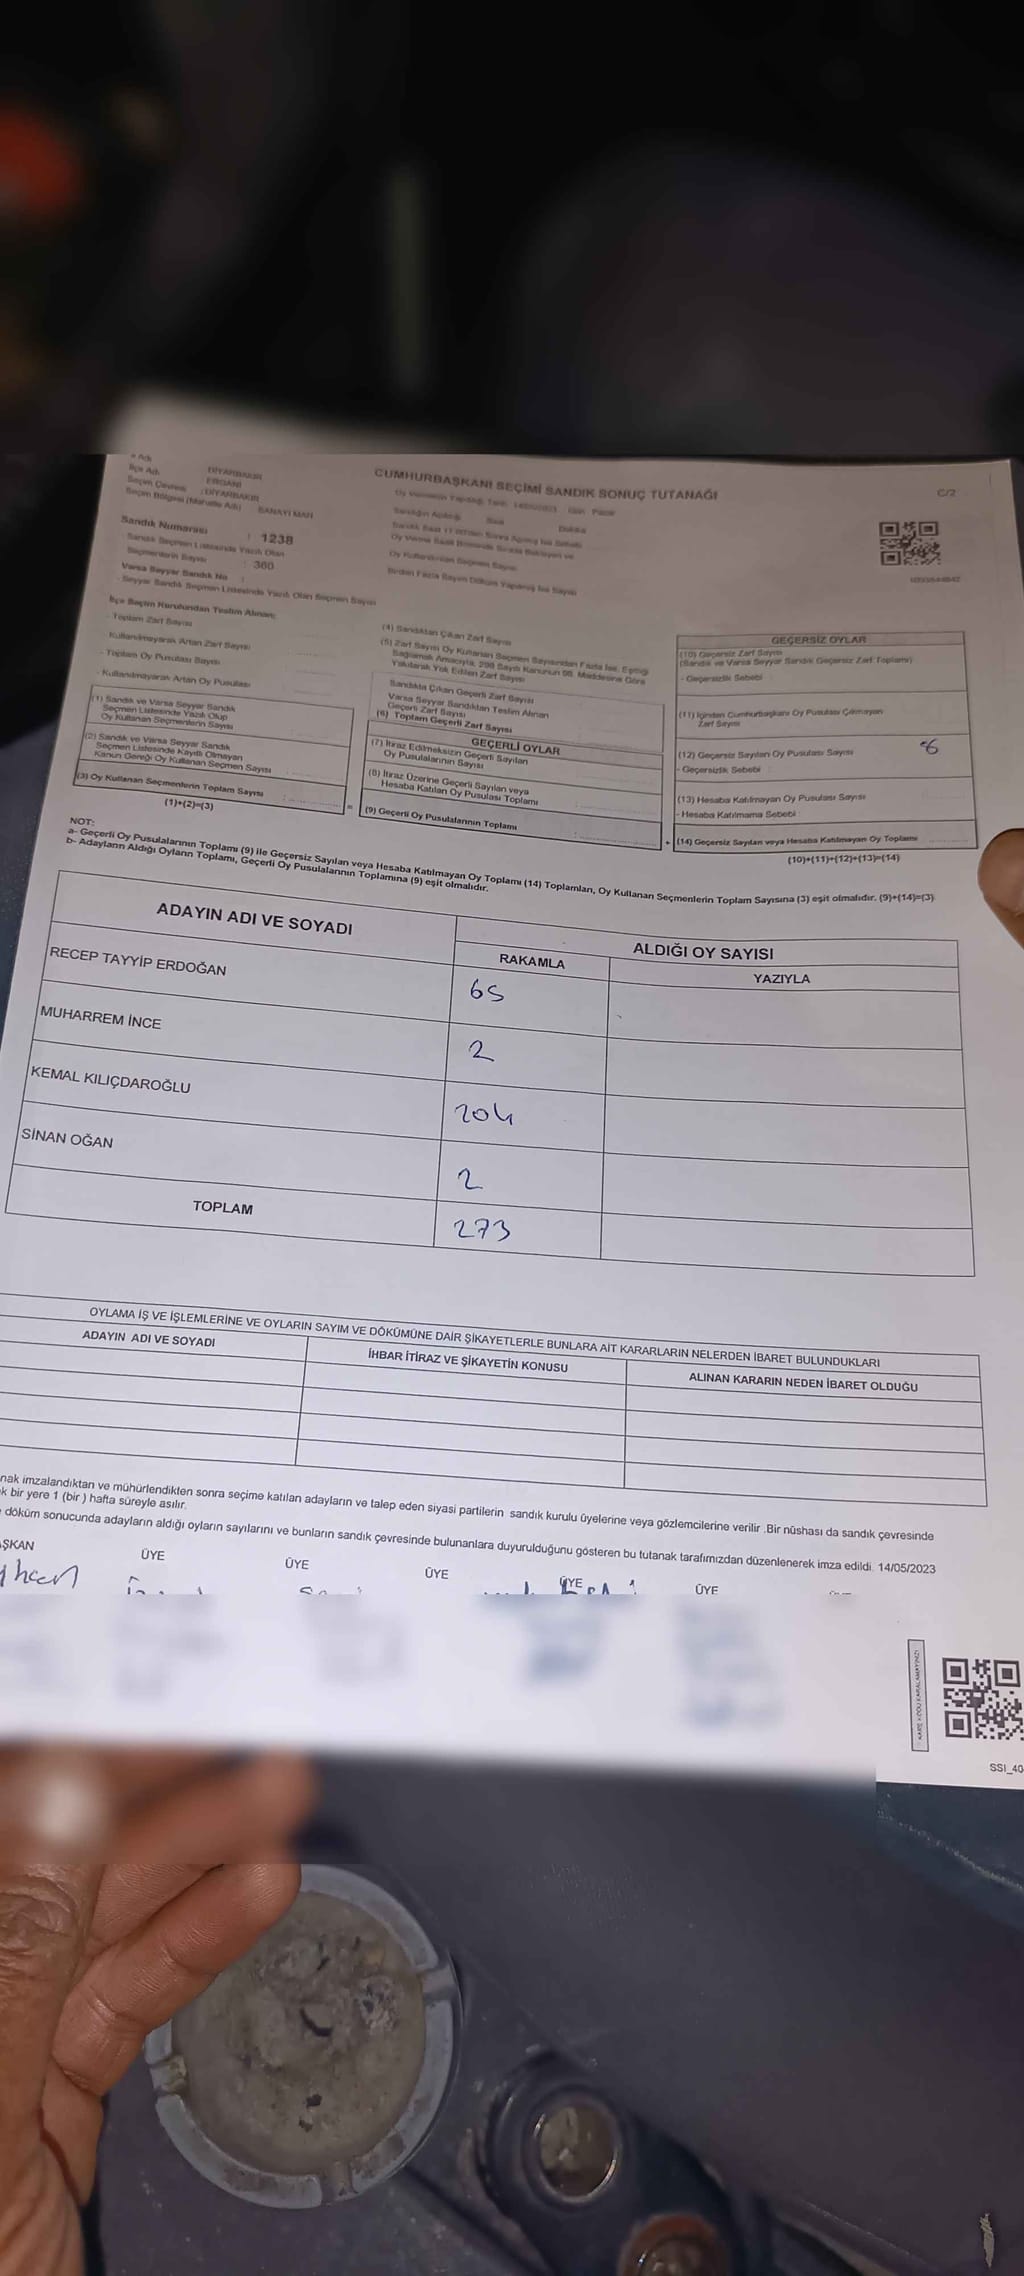 CUMHURBAŞKANI SEÇİMİ SANDIK SONUÇ TUTANAĞI
C/2
İlçe Adı : ERGANİ
Seçim Çevresi : DİYARBAKIR
Seçim Bölgesi (Mahalle Adı) SANAYİ MAH
Sandık Numarası : 1238
Sandık Seçmen Listesinde Yazılı Olan
Seçmenlerin Sayısı : 360
Varsa Seyyar Sandık No :
- Seyyar Sandık Seçmen Listesinde Yazılı Olan Seçmen Sayısı
Oy Kullanılan Seçmen Sayısı
Birden Fazla Sayım Döküm Yapılmış İse Sayısı
İlçe Seçim Kurulundan Teslim Alınan:
- Toplam Zarf Sayısı
- Kullanılmayarak Artan Zarf Sayısı
- Toplam Oy Pusulası Sayısı
- Kullanılmayarak Artan Oy Pusulası
(1) Sandık ve Varsa Seyyar Sandık
Seçmen Listesinde Yazılı Olup
Oy Kullanan Seçmenlerin Sayısı
(2) Sandık ve Varsa Seyyar Sandık
Seçmen Listesinde Kayıtlı Olmayan
Kanun Gereği Oy Kullanan Seçmen Sayısı
(3) Oy Kullanan Seçmenlerin Toplam Sayısı
(1)+(2)=(3)
(4) Sandıktan Çıkan Zarf Sayısı
(5) Zarf Sayısı Oy Kullanan Seçmen Sayısından Fazla İse, Eşitliği
Sağlamak Amacıyla, 298 Sayılı Kanunun 98. Maddesine Göre
Yakılarak Yok Edilen Zarf Sayısı
Sandıkta Çıkan Geçerli Zarf Sayısı
Varsa Seyyar Sandıktan Teslim Alınan
Geçerli Zarf Sayısı
(6) Toplam Geçerli Zarf Sayısı
GEÇERLİ OYLAR
(7) İtiraz Edilmeksizin Geçerli Sayılan
Oy Pusulalarının Sayısı
(8) İtiraz Üzerine Geçerli Sayılan veya
Hesaba Katılan Oy Pusulası Toplamı
(9) Geçerli Oy Pusulalarının Toplamı
GEÇERSİZ OYLAR
(10) Geçersiz Zarf Sayısı
(Sandık ve Varsa Seyyar Sandık Geçersiz Zarf Toplamı)
- Geçersizlik Sebebi
(11) İçinden Cumhurbaşkanı Oy Pusulası Çıkmayan
Zarf Sayısı
(12) Geçersiz Sayılan Oy Pusulası Sayısı 6
- Geçersizlik Sebebi
(13) Hesaba Katılmayan Oy Pusulası Sayısı
- Hesaba Katılmama Sebebi
(14) Geçersiz Sayılan veya Hesaba Katılmayan Oy Toplamı
(10)+(11)+(12)+(13)=(14)
NOT:
a- Geçerli Oy Pusulalarının Toplamı (9) ile Geçersiz Sayılan veya Hesaba Katılmayan Oy Toplamı (14) Toplamları, Oy Kullanan Seçmenlerin Toplam Sayısına (3) eşit olmalıdır. (9)+(14)=(3)
b- Adayların Aldığı Oyların Toplamı, Geçerli Oy Pusulalarının Toplamına (9) eşit olmalıdır.
ADAYIN ADI VE SOYADI
ALDIĞI OY SAYISI
RAKAMLA YAZIYLA
RECEP TAYYİP ERDOĞAN 65
MUHARREM İNCE 2
KEMAL KILIÇDAROĞLU 204
SİNAN OĞAN 2
TOPLAM 273
OYLAMA İŞ VE İŞLEMLERİNE VE OYLARIN SAYIM VE DÖKÜMÜNE DAİR ŞİKAYETLERLE BUNLARA AİT KARARLARIN NELERDEN İBARET BULUNDUKLARI
ADAYIN ADI VE SOYADI İHBAR İTİRAZ VE ŞİKAYETİN KONUSU ALINAN KARARIN NEDEN İBARET OLDUĞU
nak imzalandıktan ve mühürlendikten sonra seçime katılan adayların ve talep eden siyasi partilerin sandık kurulu üyelerine veya gözlemcilerine verilir .Bir nüshası da sandık çevresinde
k bir yere 1 (bir ) hafta süreyle asılır.
döküm sonucunda adayların aldığı oyların sayılarını ve bunların sandık çevresinde bulunanlara duyurulduğunu gösteren bu tutanak tarafımızdan düzenlenerek imza edildi. 14/05/2023
ŞKAN ÜYE ÜYE ÜYE ÜYE ÜYE
SSI_40